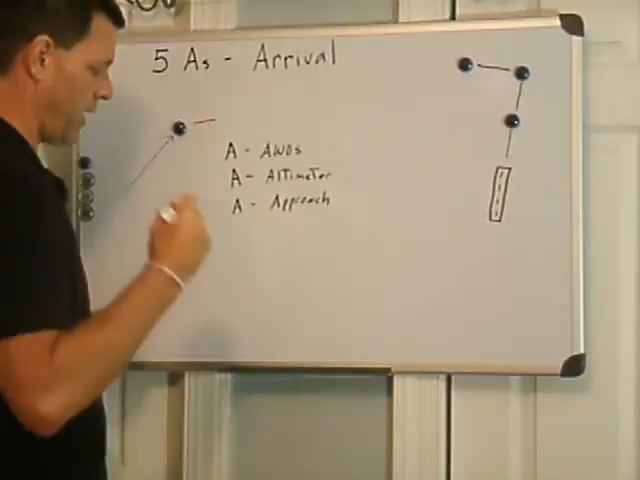 5 As - Arrival
A - AWOS
A - Altimeter
A - Approach